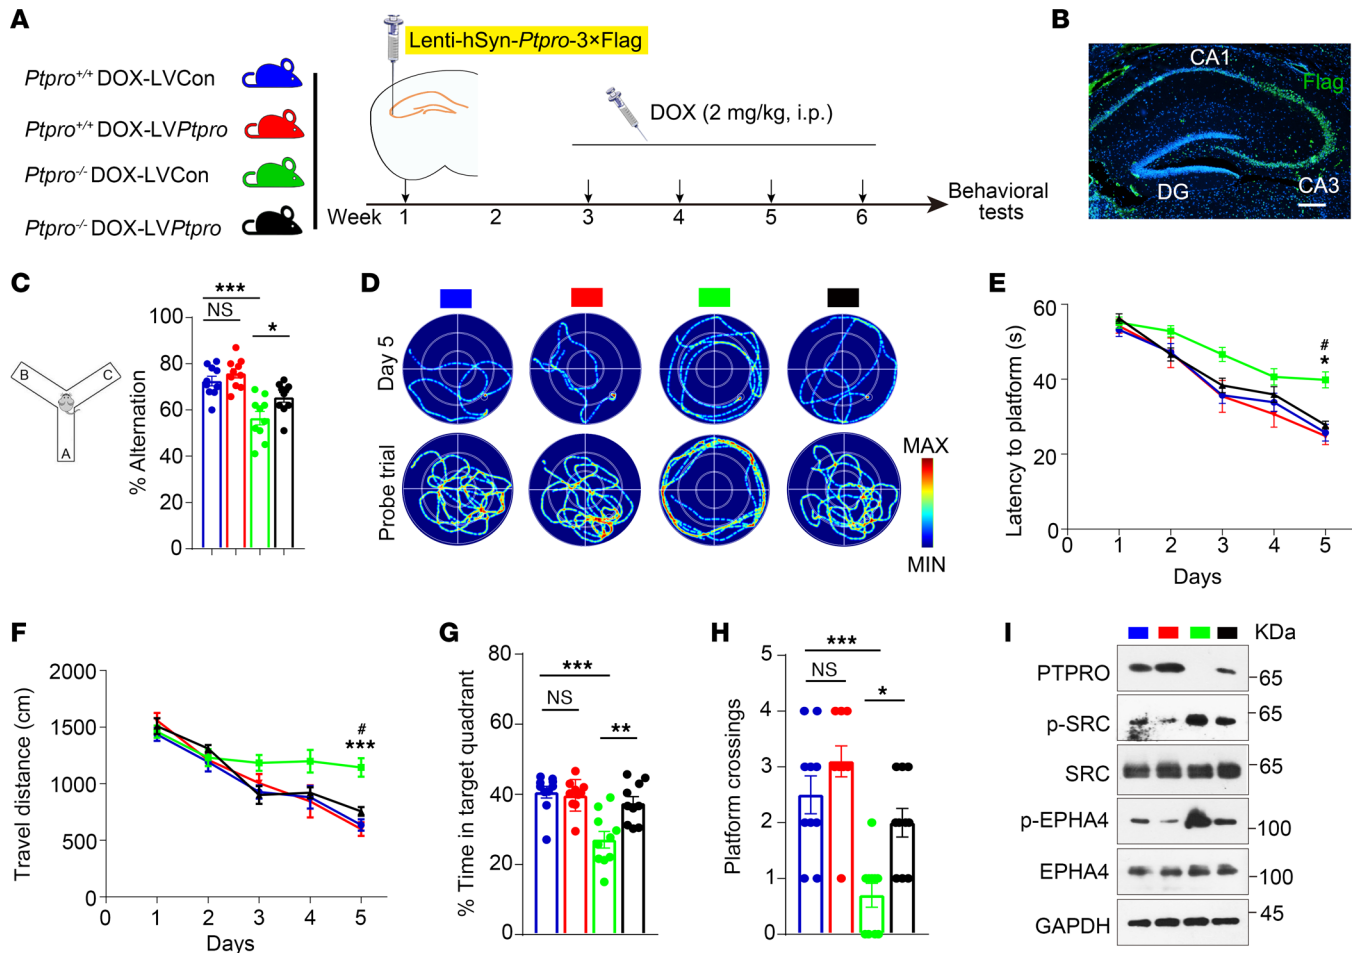 A
Lenti-hSyn-Ptpro-3×Flag
Ptpro+/+ DOX-LVCon
Ptpro+/+ DOX-LVPtpro
Ptpro-/- DOX-LVCon
Ptpro-/- DOX-LVPtpro
DOX (2 mg/kg, i.p.)
Week 1 2 3 4 5 6
Behavioral
tests
B
CA1
Flag
DG
CA3
C
B
C
A
***
NS
*
% Alternation
100
80
60
40
20
0
D
Day 5
Probe trial
MAX
MIN
E
Latency to platform (s)
60
40
20
0
#
*
0 1 2 3 4 5
Days
F
Travel distance (cm)
2000
1500
1000
500
0
#
***
0 1 2 3 4 5
Days
G
% Time in target quadrant
80
60
40
20
0
***
NS
**
H
Platform crossings
5
4
3
2
1
0
***
NS
*
I
KDa
PTPRO
65
p-SRC
65
SRC
65
p-EPHA4
100
EPHA4
100
GAPDH
45